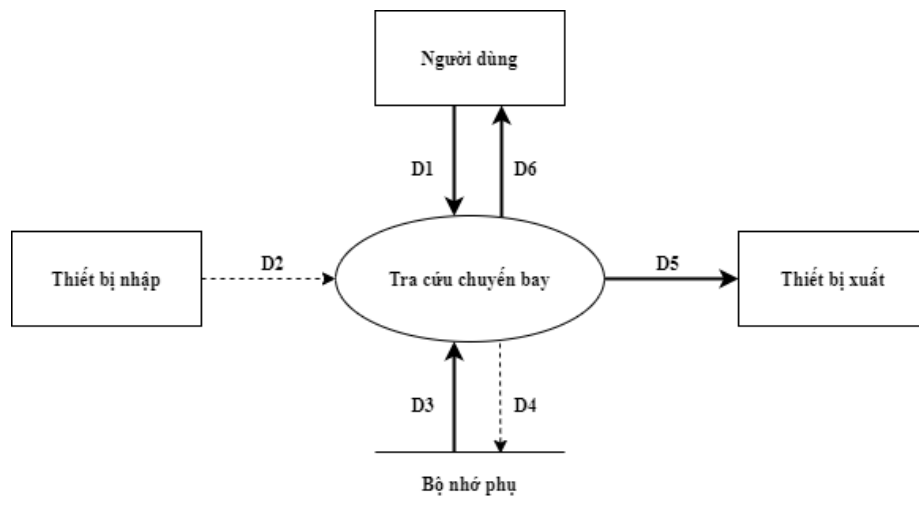 Người dùng
D1
D6
Thiết bị nhập
D2
Tra cứu chuyến bay
D5
Thiết bị xuất
D3
D4
Bộ nhớ phụ